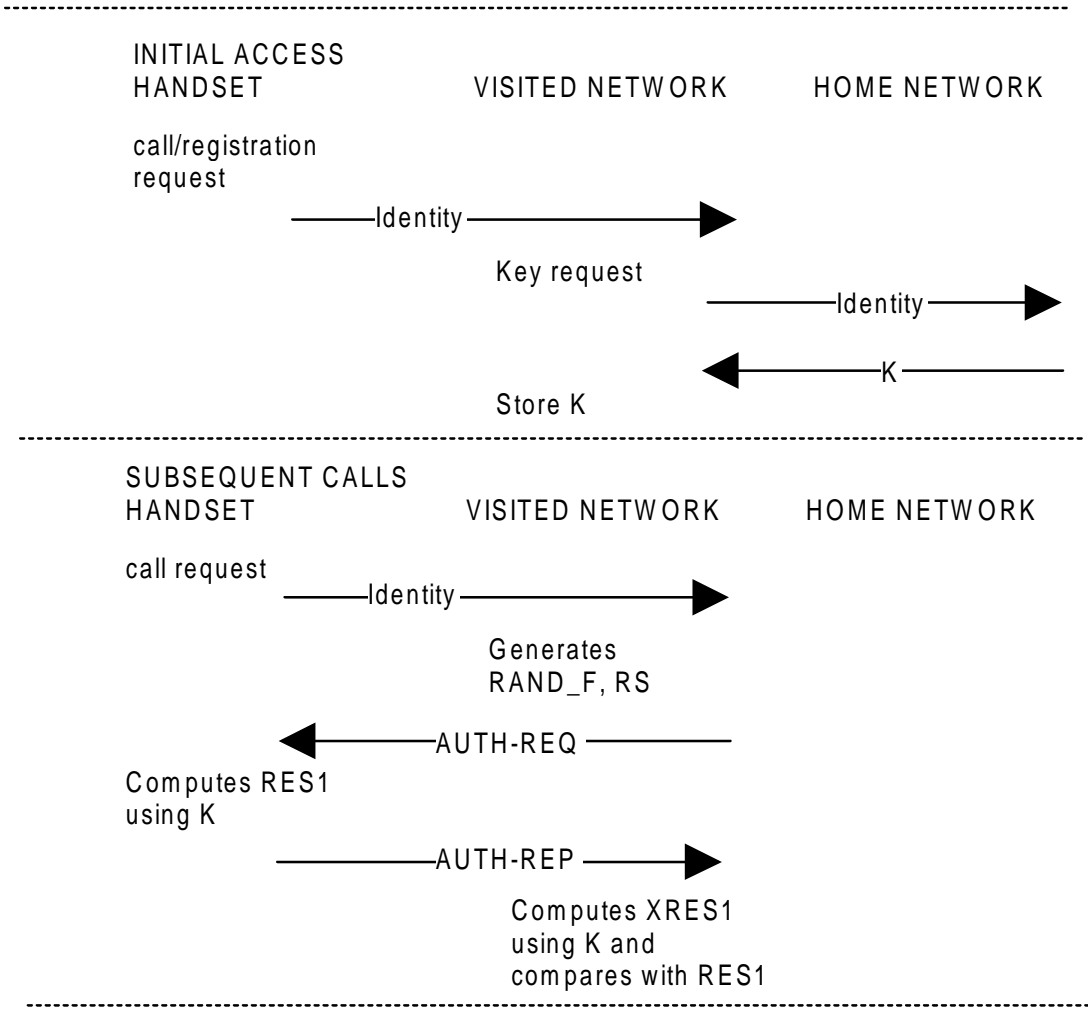 INITIAL ACCESS
HANDSET VISITED NETWORK HOME NETWORK
call/registration
request
Identity
Key request
Identity
K
Store K
SUBSEQUENT CALLS
HANDSET VISITED NETWORK HOME NETWORK
call request
Identity
Generates
RAND_F, RS
AUTH-REQ
Computes RES1
using K
AUTH-REP
Computes XRES1
using K and
compares with RES1